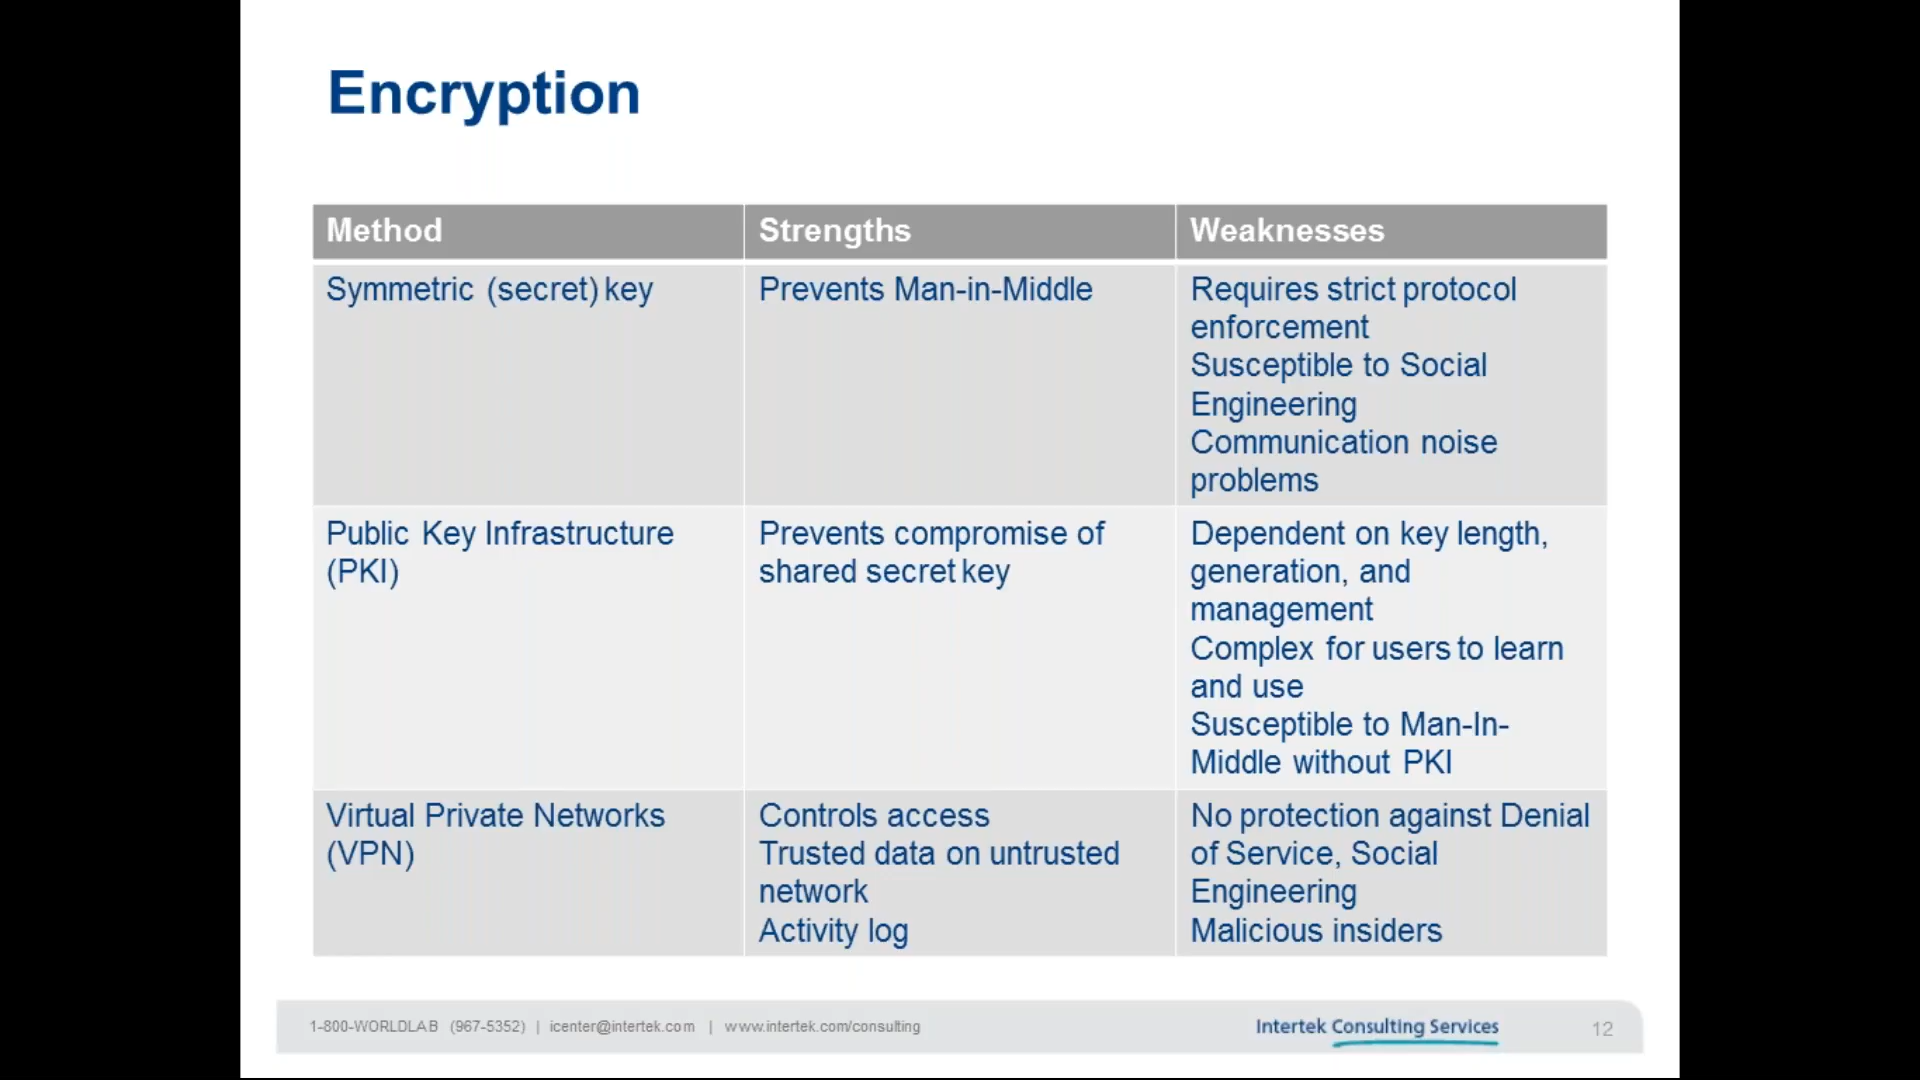 Encryption
Method
Strengths
Weaknesses
Symmetric (secret) key
Prevents Man-in-Middle
Requires strict protocol
enforcement
Susceptible to Social
Engineering
Communication noise
problems
Public Key Infrastructure
(PKI)
Prevents compromise of
shared secret key
Dependent on key length,
generation, and
management
Complex for users to learn
and use
Susceptible to Man-In-
Middle without PKI
Virtual Private Networks
(VPN)
Controls access
Trusted data on untrusted
network
Activity log
No protection against Denial
of Service, Social
Engineering
Malicious insiders
1-800-WORLDLAB (967-5352) | icenter@intertek.com | www.intertek.com/consulting
Intertek Consulting Services
12